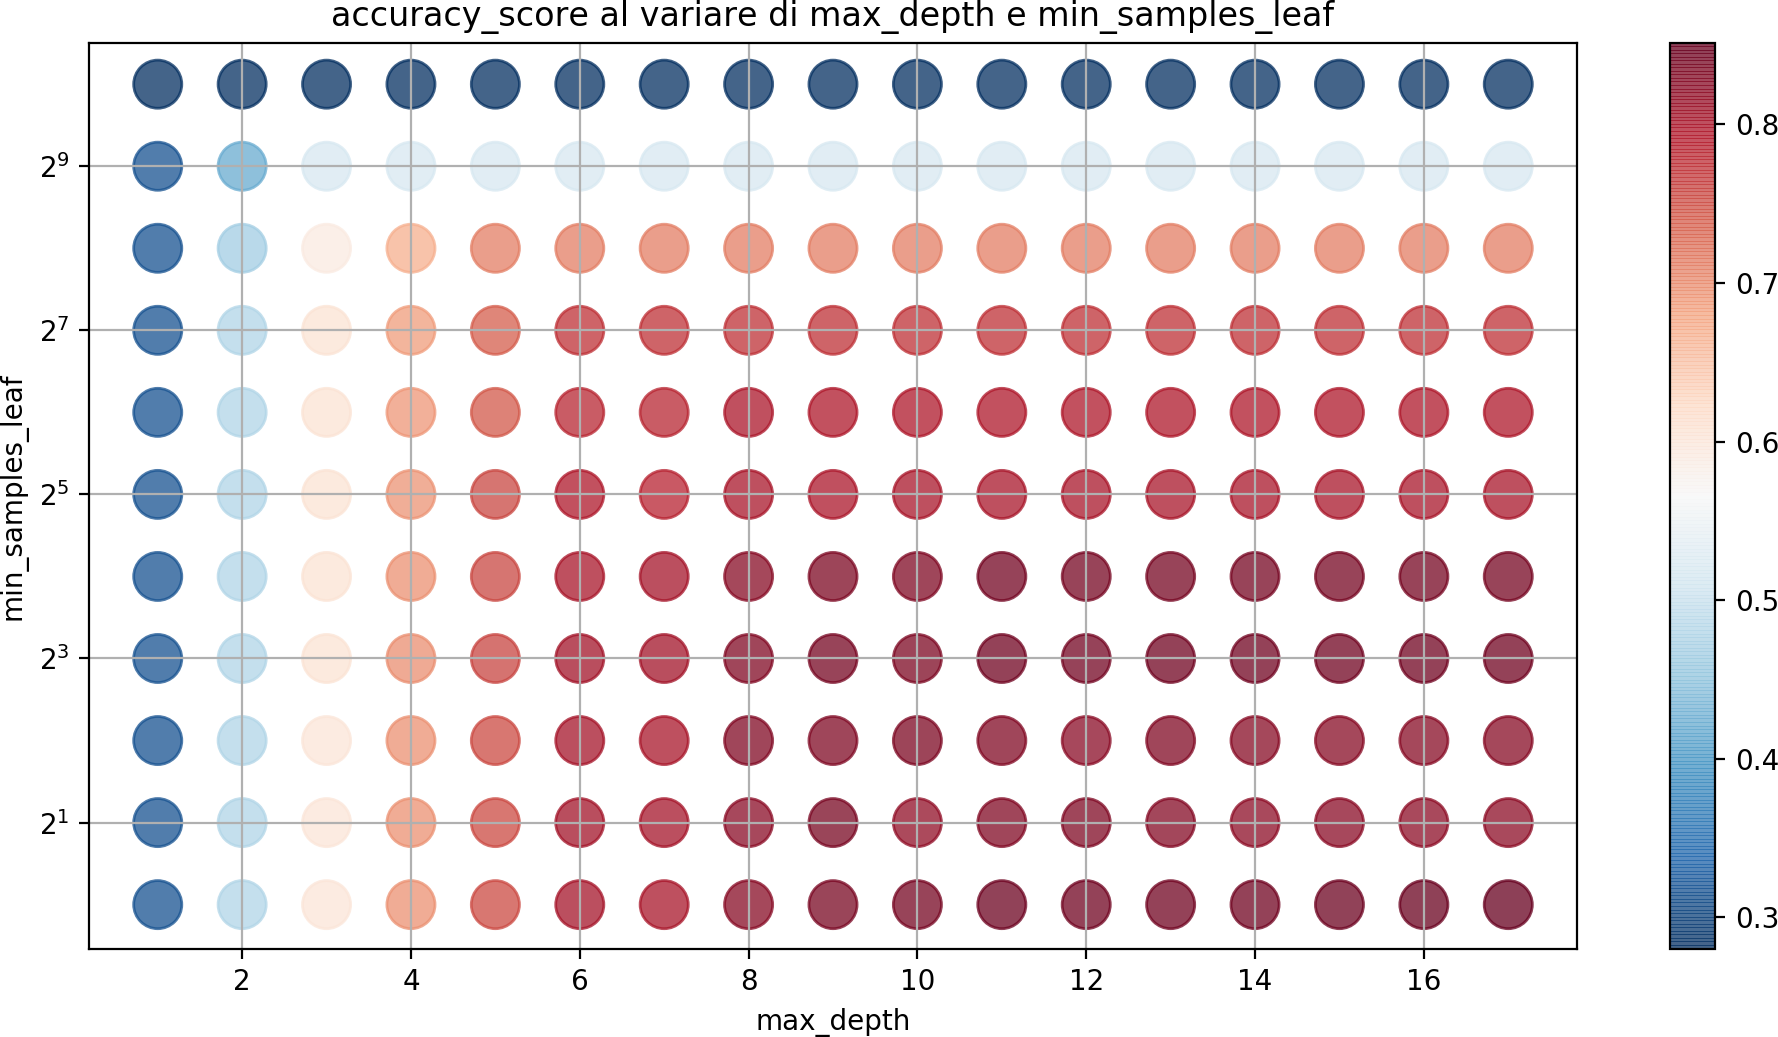 accuracy_score al variare di max_depth e min_samples_leaf
min_samples_leaf
2⁹
2⁷
2⁵
2³
2¹
2 4 6 8 10 12 14 16
max_depth
0.8
0.7
0.6
0.5
0.4
0.3